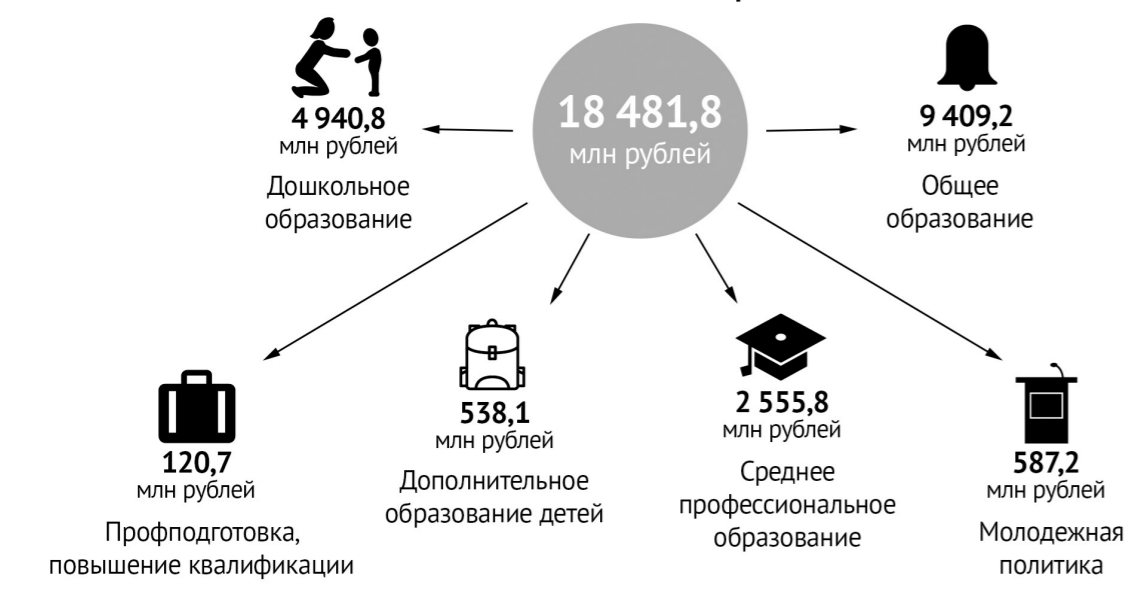 18 481,8
млн рублей
4 940,8
млн рублей
Дошкольное
образование
9 409,2
млн рублей
Общее
образование
120,7
млн рублей
Профподготовка,
повышение квалификации
538,1
млн рублей
Дополнительное
образование детей
2 555,8
млн рублей
Среднее
профессиональное
образование
587,2
млн рублей
Молодежная
политика